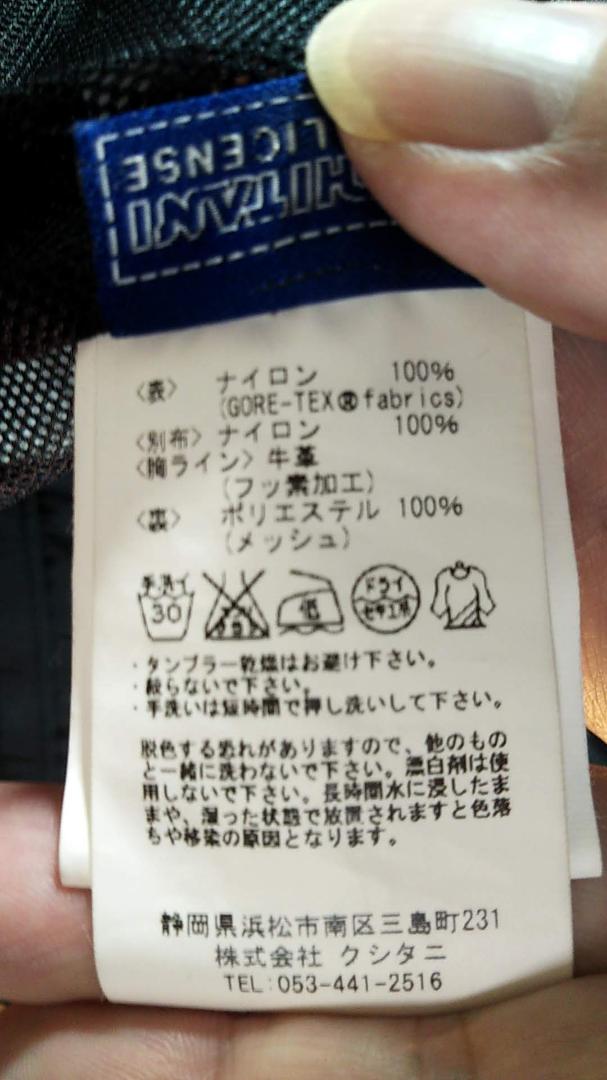 LICENSE
HITANI
〈表〉 ナイロン 100%
(GORE-TEX®fabrics)
〈別布〉ナイロン 100%
〈胸ライン〉牛革
(フッ素加工)
〈裏〉 ポリエステル 100%
(メッシュ)
手洗イ 30 低 ドライ セキユ系
・タンブラー乾燥はお避け下さい。
・絞らないで下さい。
・手洗いは短時間で押し洗いして下さい。
脱色する恐れがありますので、他のもの
と一緒に洗わないで下さい。漂白剤は使
用しないで下さい。長時間水に浸したま
まや、湿った状態で放置されますと色落
ちや移染の原因となります。
静岡県浜松市南区三島町231
株式会社 クシタニ
TEL:053-441-2516